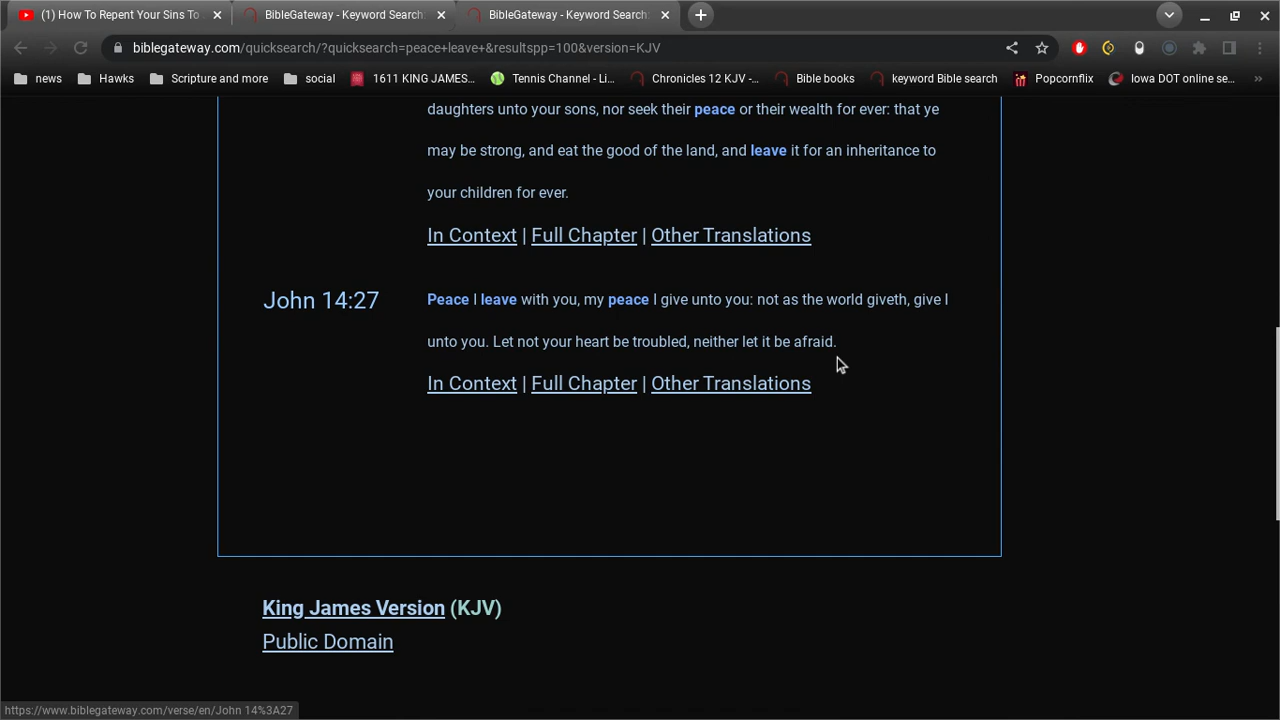 (1) How To Repent Your Sins To
BibleGateway - Keyword Search:
BibleGateway - Keyword Search:
biblegateway.com/quicksearch/?quicksearch=peace+leave+&resultspp=100&version=KJV
news
Hawks
Scripture and more
social
1611 KING JAMES...
Tennis Channel - Li...
Chronicles 12 KJV -...
Bible books
keyword Bible search
Popcornflix
Iowa DOT online se...
»
daughters unto your sons, nor seek their peace or their wealth for ever: that ye
may be strong, and eat the good of the land, and leave it for an inheritance to
your children for ever.
In Context | Full Chapter | Other Translations
John 14:27
Peace I leave with you, my peace I give unto you: not as the world giveth, give I
unto you. Let not your heart be troubled, neither let it be afraid.
In Context | Full Chapter | Other Translations
King James Version (KJV)
Public Domain
https://www.biblegateway.com/verse/en/John 14%3A27